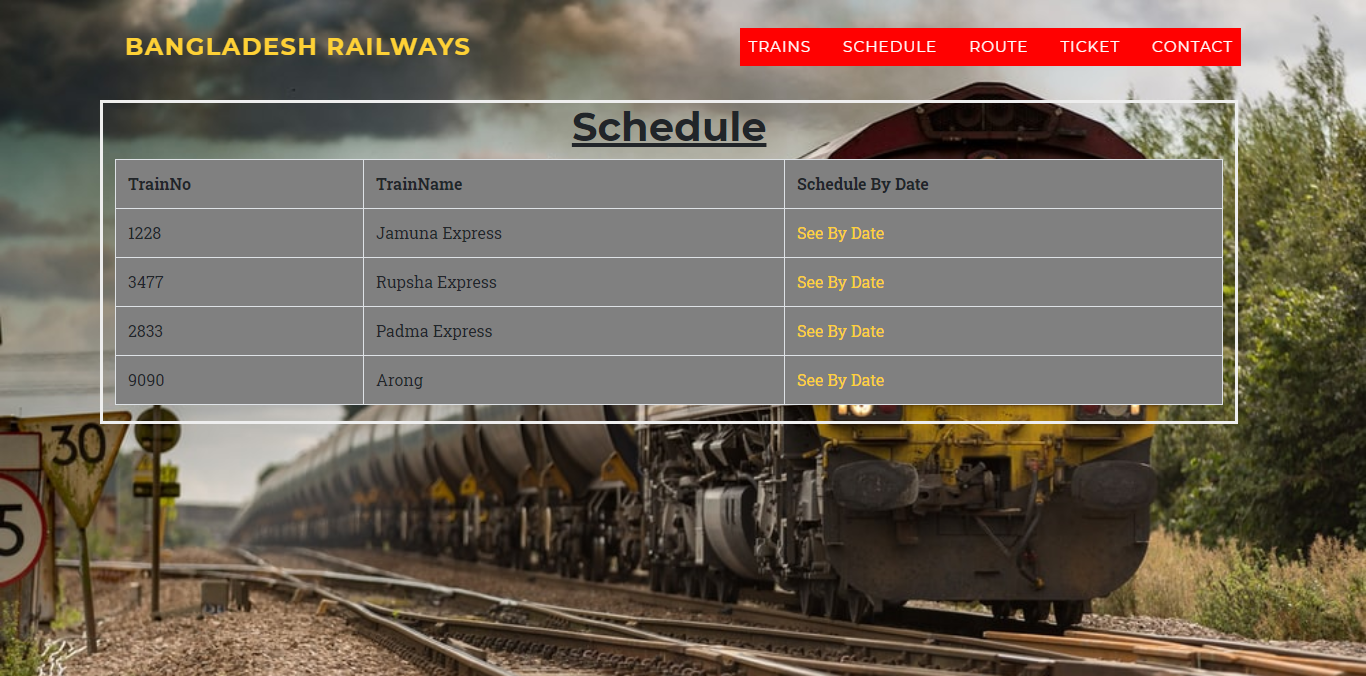 BANGLADESH RAILWAYS
TRAINS SCHEDULE ROUTE TICKET CONTACT
Schedule
TrainNo TrainName Schedule By Date
1228 Jamuna Express See By Date
3477 Rupsha Express See By Date
2833 Padma Express See By Date
9090 Arong See By Date
30
5